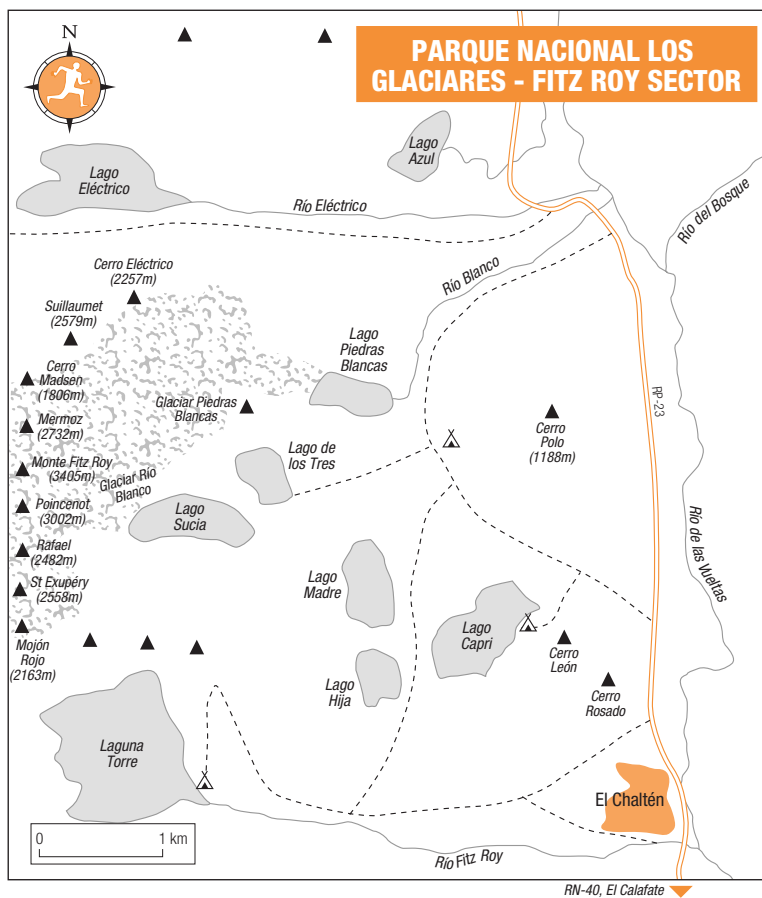 N
PARQUE NACIONAL LOS
GLACIARES - FITZ ROY SECTOR
Lago
Azul
Lago
Eléctrico
Río Eléctrico
Río del Bosque
Río Blanco
Cerro Eléctrico
(2257m)
Suillaumet
(2579m)
Lago
Piedras
Blancas
Cerro
Madsen
(1806m)
Glaciar Piedras
Blancas
RP-23
Cerro
Polo
(1188m)
Mermoz
(2732m)
Lago de
los Tres
Monte Fitz Roy
(3405m)
Glaciar Río
Blanco
Poincenot
(3002m)
Lago
Sucia
Río de las Vueltas
Rafael
(2482m)
St Exupéry
(2558m)
Lago
Madre
Lago
Capri
Mojón
Rojo
(2163m)
Cerro
León
Lago
Hija
Cerro
Rosado
Laguna
Torre
El Chaltén
0 1 km
Río Fitz Roy
RN-40, El Calafate